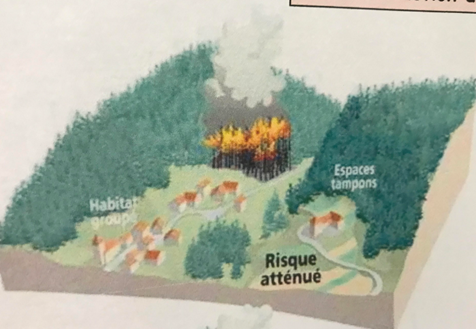 Habitat
groupé
Espaces
tampons
Risque
atténué